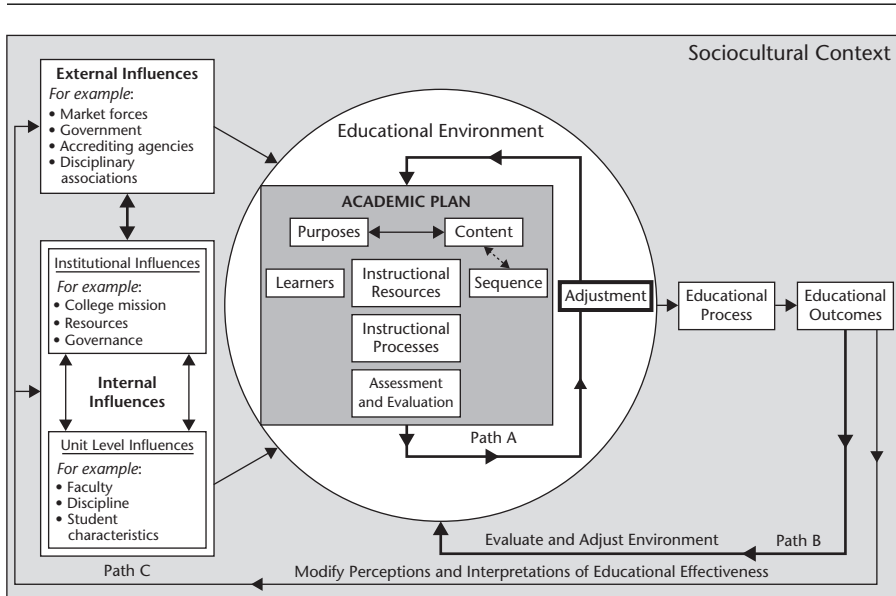 Sociocultural Context
External Influences
For example:
• Market forces
• Government
• Accrediting agencies
• Disciplinary
associations
Institutional Influences
For example:
• College mission
• Resources
• Governance
Internal
Influences
Unit Level Influences
For example:
• Faculty
• Discipline
• Student
characteristics
Educational Environment
ACADEMIC PLAN
Purposes
Content
Learners
Instructional
Resources
Sequence
Instructional
Processes
Assessment
and Evaluation
Path A
Adjustment
Educational
Process
Educational
Outcomes
Evaluate and Adjust Environment
Path B
Path C
Modify Perceptions and Interpretations of Educational Effectiveness